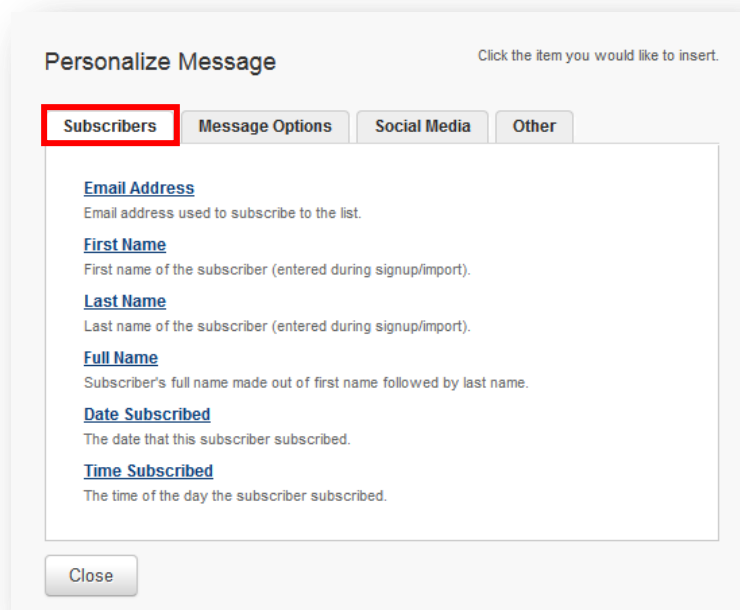 Personalize Message
Click the item you would like to insert.
Subscribers
Message Options
Social Media
Other
Email Address
Email address used to subscribe to the list.
First Name
First name of the subscriber (entered during signup/import).
Last Name
Last name of the subscriber (entered during signup/import).
Full Name
Subscriber's full name made out of first name followed by last name.
Date Subscribed
The date that this subscriber subscribed.
Time Subscribed
The time of the day the subscriber subscribed.
Close